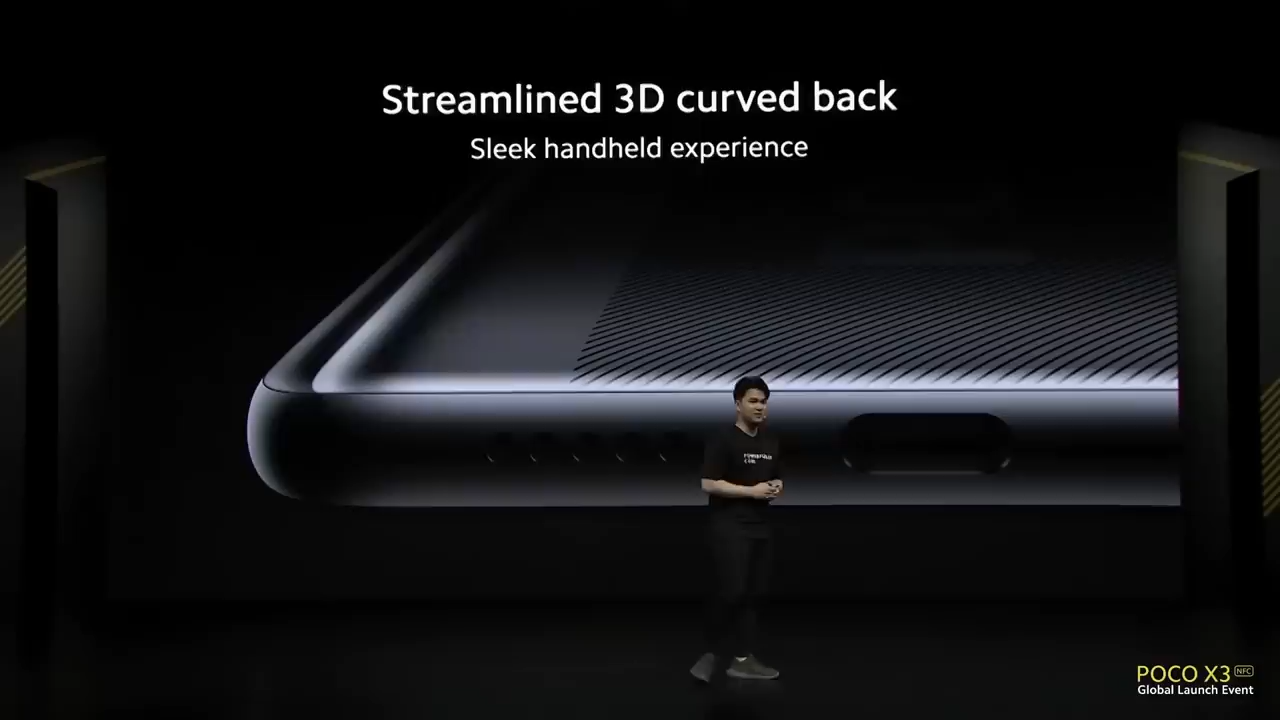 Streamlined 3D curved back
Sleek handheld experience
POCO X3 NFC
Global Launch Event